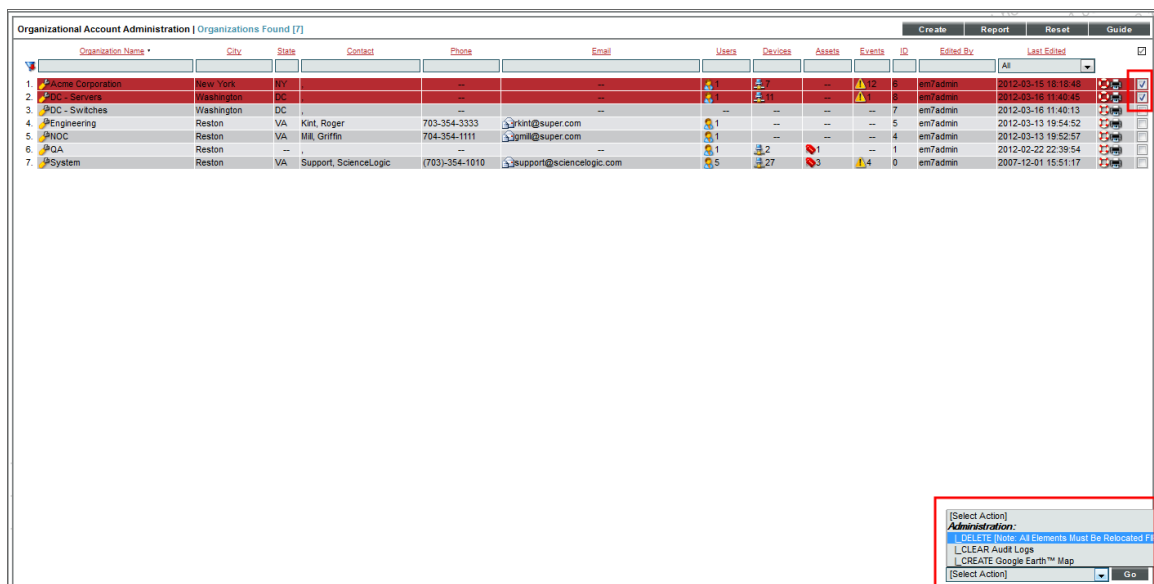 Organizational Account Administration | Organizations Found [7] Create Report Reset Guide
Organization Name • City State Contact Phone Email Users Devices Assets Events ID Edited By Last Edited
All
1. Acme Corporation New York NY , -- -- 1 7 -- 12 6 em7admin 2012-03-15 18:18:48
2. DC - Servers Washington DC , -- -- 1 11 -- 1 8 em7admin 2012-03-16 11:40:45
3. DC - Switches Washington DC , -- -- -- -- -- -- 7 em7admin 2012-03-16 11:40:13
4. Engineering Reston VA Kint, Roger 703-354-3333 rkint@super.com 1 -- -- -- 5 em7admin 2012-03-13 19:54:52
5. NOC Reston VA Mill, Griffin 704-354-1111 gmill@super.com 1 -- -- -- 4 em7admin 2012-03-13 19:52:57
6. QA Reston -- , -- -- 1 2 1 -- 1 em7admin 2012-02-22 22:39:54
7. System Reston VA Support, ScienceLogic (703)-354-1010 support@sciencelogic.com 5 27 3 4 0 em7admin 2007-12-01 15:51:17
[Select Action]
Administration:
|_DELETE [Note: All Elements Must Be Relocated
|_CLEAR Audit Logs
|_CREATE Google Earth™ Map
[Select Action] Go